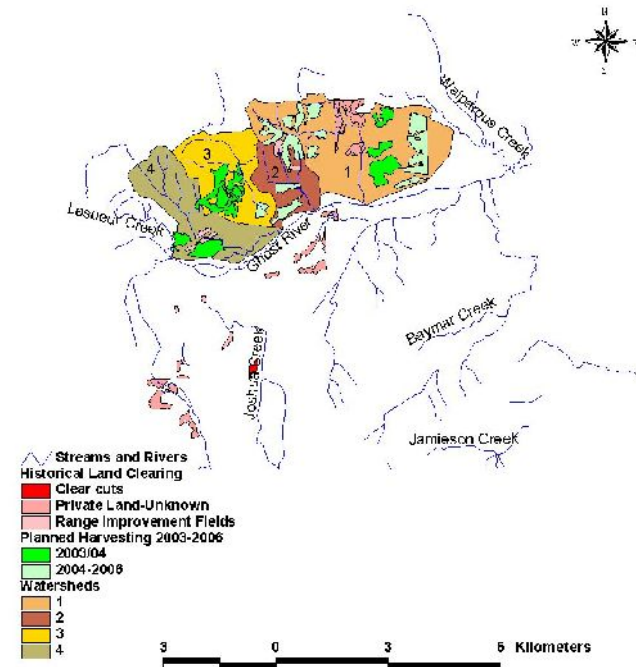 N
W
E
S
Waiparous Creek
3
4
2
1
Lesueur Creek
Ghost River
Baymar Creek
Joshua Creek
Jamieson Creek
Streams and Rivers
Historical Land Clearing
Clear cuts
Private Land-Unknown
Range Improvement Fields
Planned Harvesting 2003-2006
2003/04
2004-2006
Watersheds
1
2
3
4
3 0 3 6 Kilometers